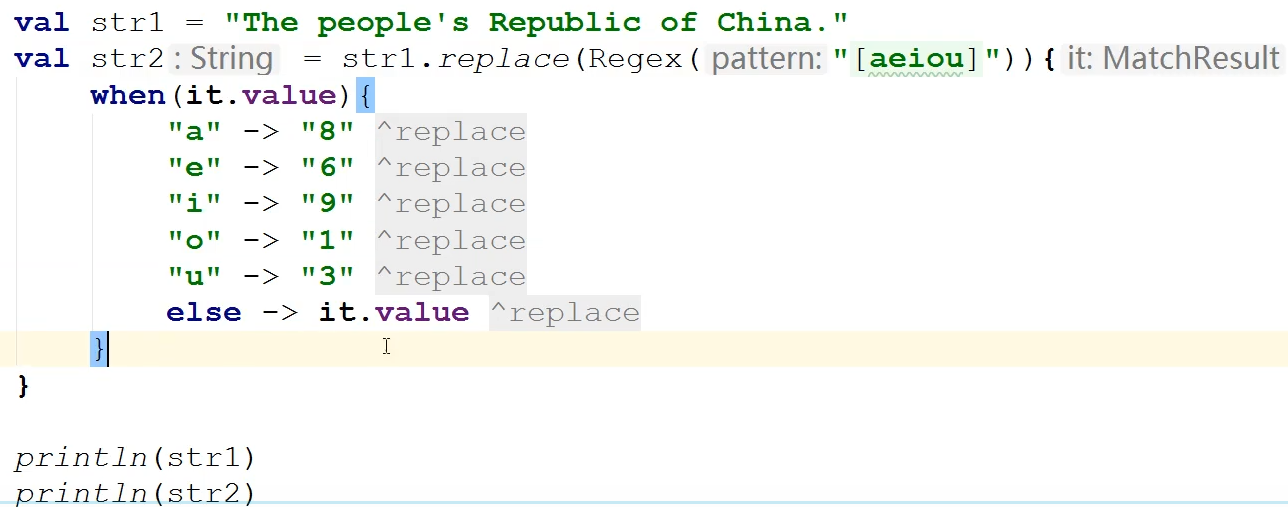 val str1 = "The people's Republic of China."
val str2 : String = str1.replace(Regex( pattern: "[aeiou]")){ it: MatchResult
when(it.value){
"a" -> "8" ^replace
"e" -> "6" ^replace
"i" -> "9" ^replace
"o" -> "1" ^replace
"u" -> "3" ^replace
else -> it.value ^replace
}
}
println(str1)
println(str2)